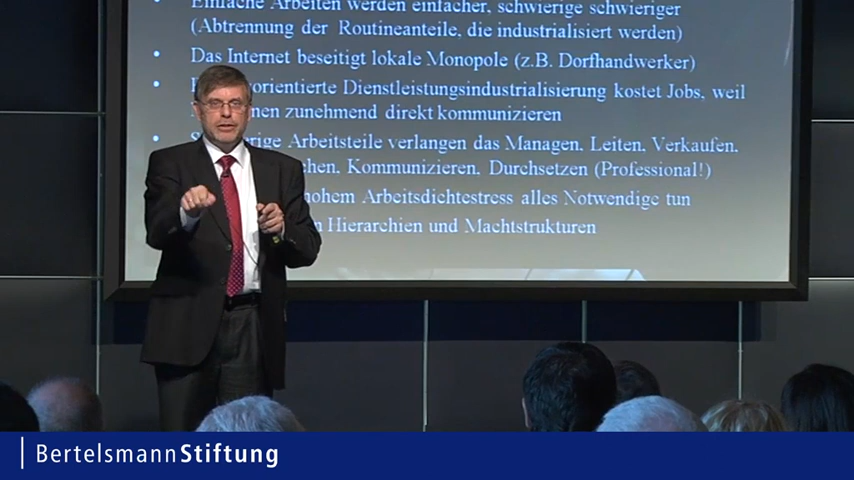 Einfache Arbeiten werden einfacher, schwierige schwieriger
(Abtrennung der Routineanteile, die industrialisiert werden)
Das Internet beseitigt lokale Monopole (z.B. Dorfhandwerker)
orientierte Dienstleistungsindustrialisierung kostet Jobs, weil
zunehmend direkt kommunizieren
Arbeitsteile verlangen das Managen, Leiten, Verkaufen,
Kommunizieren, Durchsetzen (Professional!)
hohem Arbeitsdichtestress alles Notwendige tun
Hierarchien und Machtstrukturen
BertelsmannStiftung